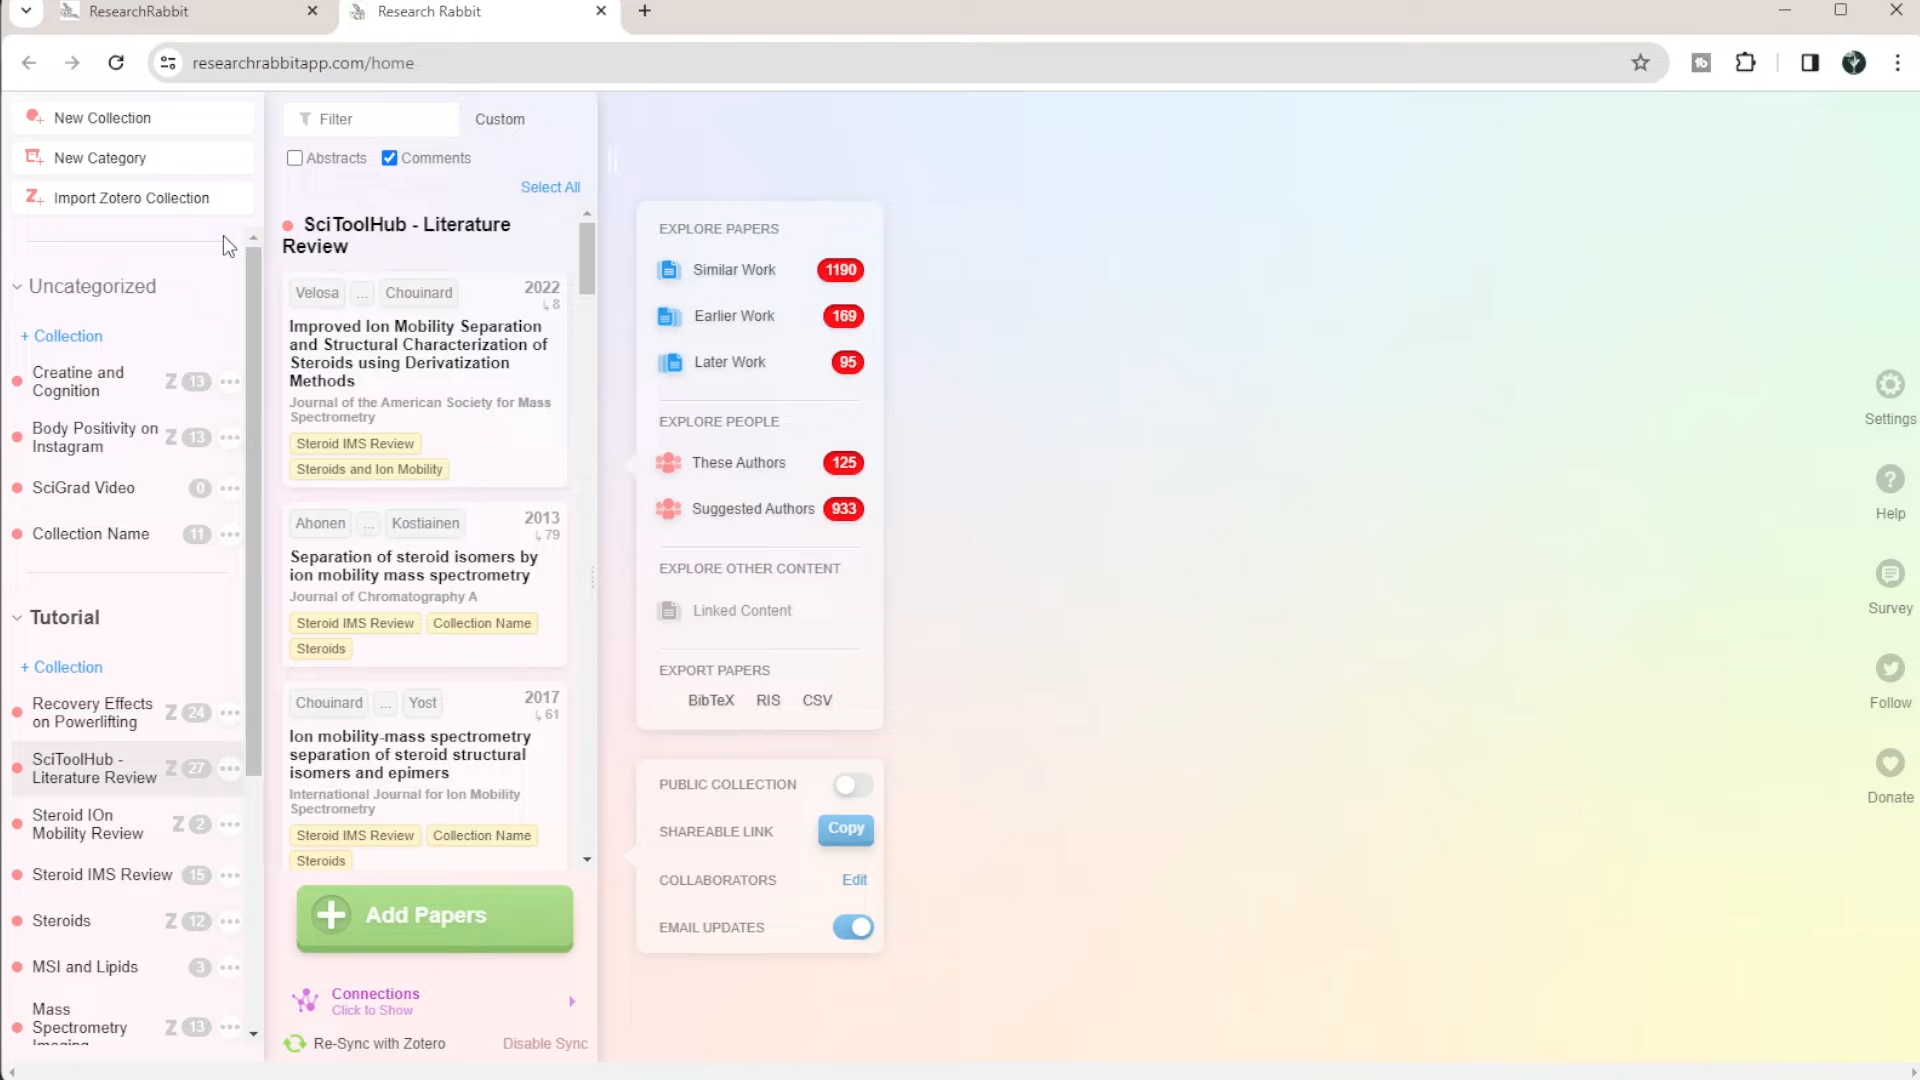 ResearchRabbit
Research Rabbit
researchrabbitapp.com/home
New Collection
New Category
Import Zotero Collection
Uncategorized
+ Collection
Creatine and
Cognition
Z 13
Body Positivity on
Instagram
Z 13
SciGrad Video 0
Collection Name 11
Tutorial
+ Collection
Recovery Effects
on Powerlifting
Z 24
SciToolHub -
Literature Review
Z 27
Steroid IOn
Mobility Review
Z 2
Steroid IMS Review 15
Steroids Z 12
MSI and Lipids 3
Mass
Spectrometry
Imaging
Z 13
Filter
Custom
Abstracts Comments
Select All
SciToolHub - Literature
Review
Velosa ... Chouinard 2022
8
Improved Ion Mobility Separation
and Structural Characterization of
Steroids using Derivatization
Methods
Journal of the American Society for Mass
Spectrometry
Steroid IMS Review
Steroids and Ion Mobility
Ahonen ... Kostiainen 2013
79
Separation of steroid isomers by
ion mobility mass spectrometry
Journal of Chromatography A
Steroid IMS Review Collection Name
Steroids
Chouinard ... Yost 2017
61
Ion mobility-mass spectrometry
separation of steroid structural
isomers and epimers
International Journal for Ion Mobility
Spectrometry
Steroid IMS Review Collection Name
Steroids
Add Papers
Connections
Click to Show
Re-Sync with Zotero Disable Sync
EXPLORE PAPERS
Similar Work 1190
Earlier Work 169
Later Work 95
EXPLORE PEOPLE
These Authors 125
Suggested Authors 933
EXPLORE OTHER CONTENT
Linked Content
EXPORT PAPERS
BibTeX RIS CSV
PUBLIC COLLECTION
SHAREABLE LINK Copy
COLLABORATORS Edit
EMAIL UPDATES
Settings
Help
Survey
Follow
Donate